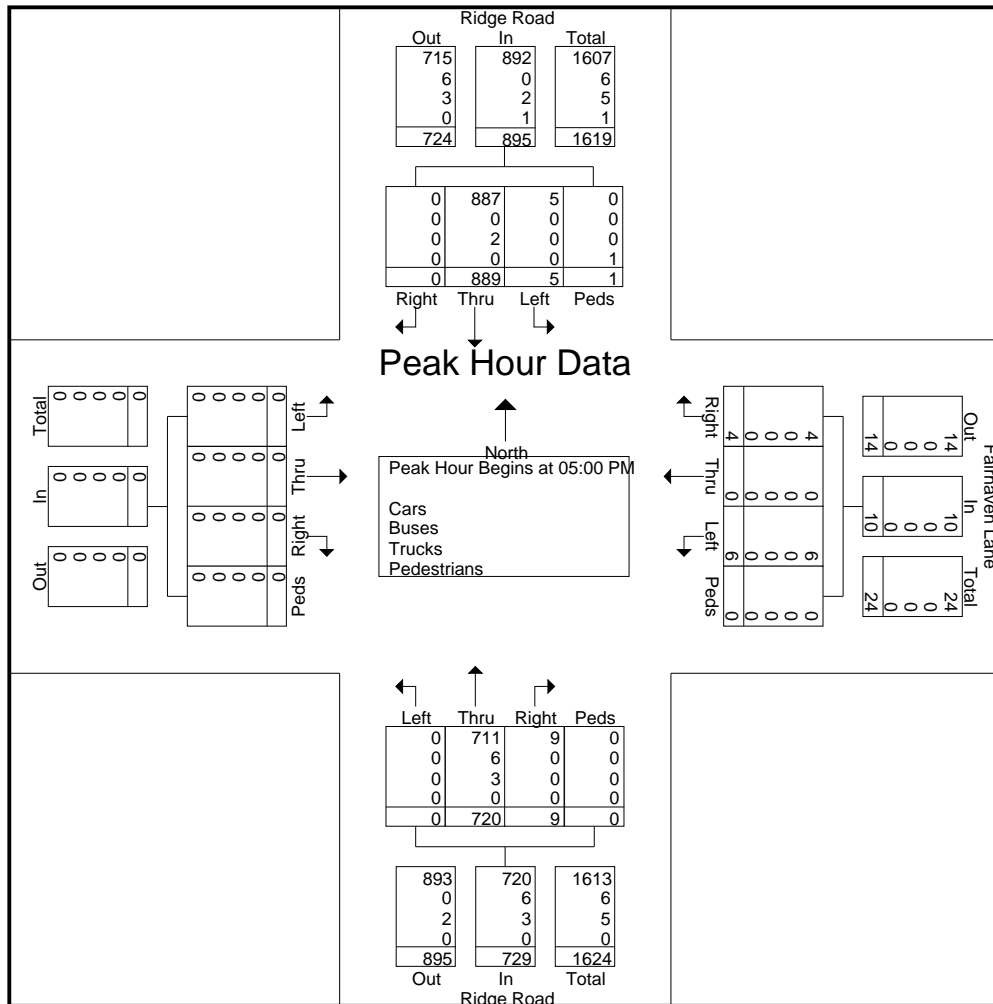 Ridge Road
Out In Total
715 892 1607
6 0 6
3 2 5
0 1 1
724 895 1619
0 887 5 0
0 0 0 0
0 2 0 0
0 0 0 1
0 889 5 1
Right Thru Left Peds
Peak Hour Data
Total
0 0 0 0 0
In
0 0 0 0 0
Out
0 0 0 0 0
Left
0 0 0 0 0
Thru
0 0 0 0 0
Right
0 0 0 0 0
Peds
0 0 0 0 0
North
Peak Hour Begins at 05:00 PM
Cars
Buses
Trucks
Pedestrians
Right
4 0 0 0 4
Thru
0 0 0 0 0
Left
6 0 0 0 6
Peds
0 0 0 0 0
Fairhaven Lane
Out
14 0 0 0 14
In
10 0 0 0 10
Total
24 0 0 0 24
Left Thru Right Peds
0 711 9 0
0 6 0 0
0 3 0 0
0 0 0 0
0 720 9 0
893 720 1613
0 6 6
2 3 5
0 0 0
895 729 1624
Out In Total
Ridge Road